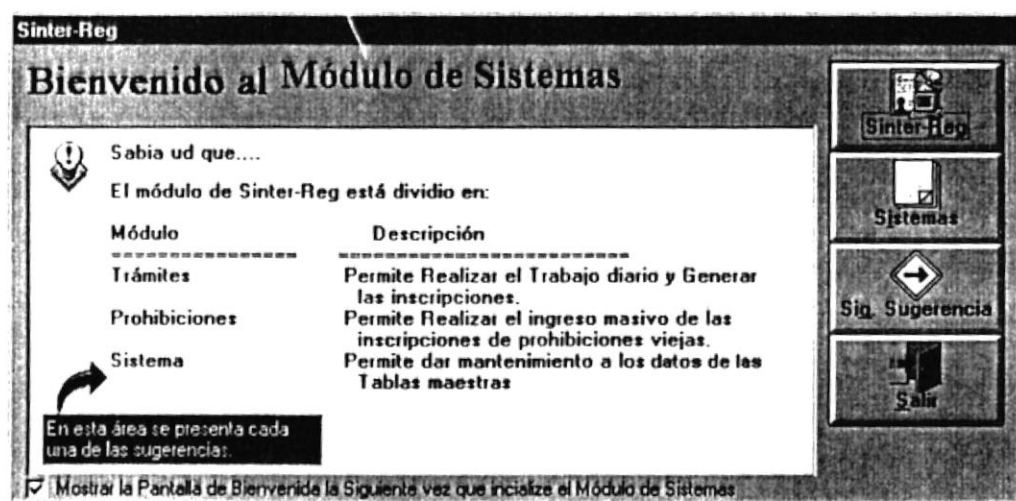 Sinter-Reg
Bienvenido al Módulo de Sistemas
Sabia ud que....
El módulo de Sinter-Reg está dividio en:
Módulo Descripción
Trámites Permite Realizar el Trabajo diario y Generar
las inscripciones.
Prohibiciones Permite Realizar el ingreso masivo de las
inscripciones de prohibiciones viejas.
Sistema Permite dar mantenimiento a los datos de las
Tablas maestras
En esta área se presenta cada
una de las sugerencias.
Mostrar la Pantalla de Bienvenida la Siguiente vez que incialize el Módulo de Sistemas
Sinter-Reg
Sistemas
Sig. Sugerencia
Salir